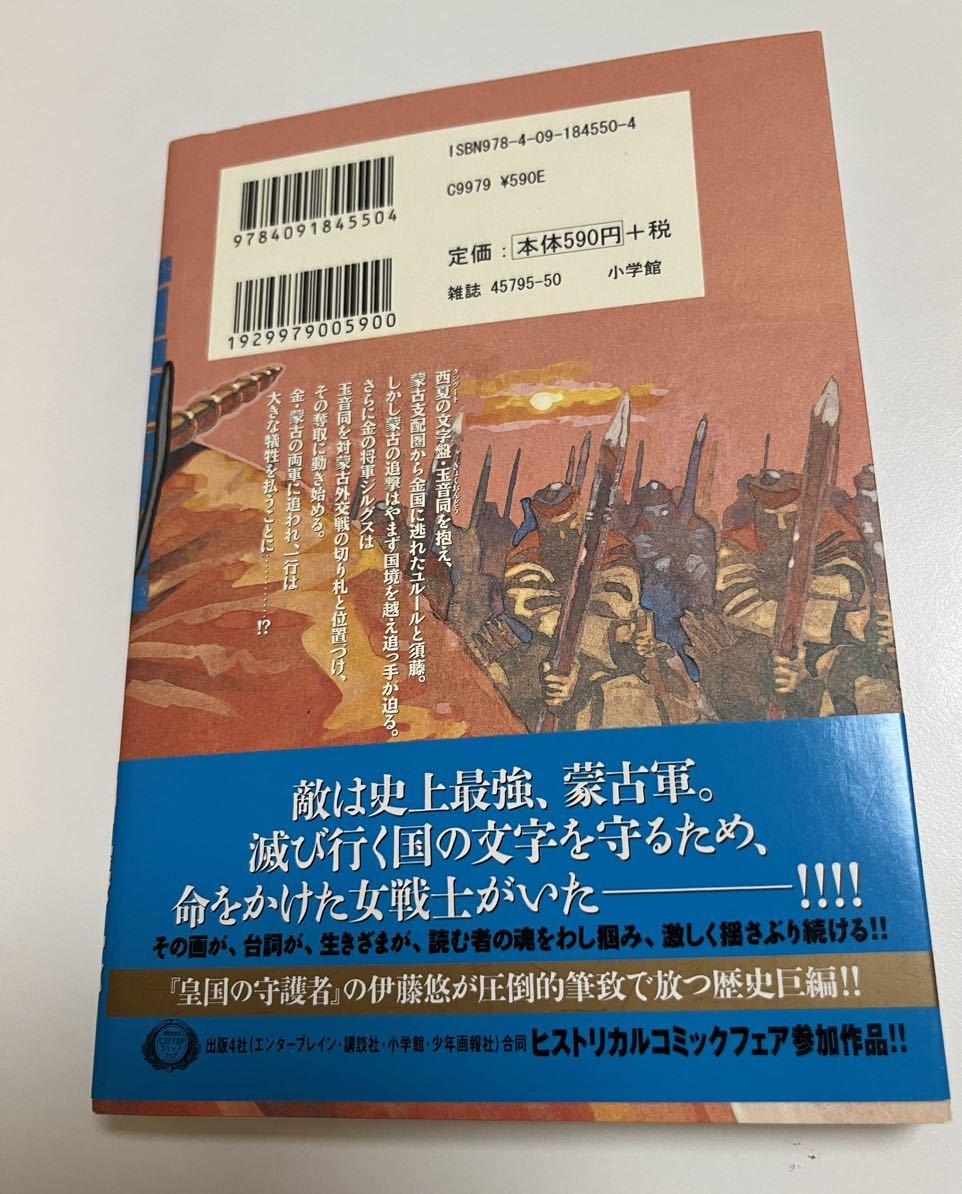 ISBN978-4-09-184550-4
C9979 ¥590E
9784091845504
定価：本体590円＋税
雑誌 45795-50 小学館
1929979005900
西夏の文字盤・玉音同を抱え、
蒙古支配圏から金国に逃れたユルールと須藤。
しかし蒙古の追撃はやまず国境を越え追っ手が迫る。
さらに金の将軍ジルグスは
玉音同を対蒙古外交戦の切り札と位置づけ、
その奪取に動き始める。
金・蒙古の両軍に追われ、一行は
大きな犠牲を払うことに…………!?
敵は史上最強、蒙古軍。
滅び行く国の文字を守るため、
命をかけた女戦士がいた――――!!!!
その画が、台詞が、生きざまが、読む者の魂をわし掴み、激しく揺さぶり続ける!!
『皇国の守護者』の伊藤悠が圧倒的筆致で放つ歴史巨編!!
出版4社(エンターブレイン・講談社・小学館・少年画報社)合同 ヒストリカルコミックフェア参加作品!!